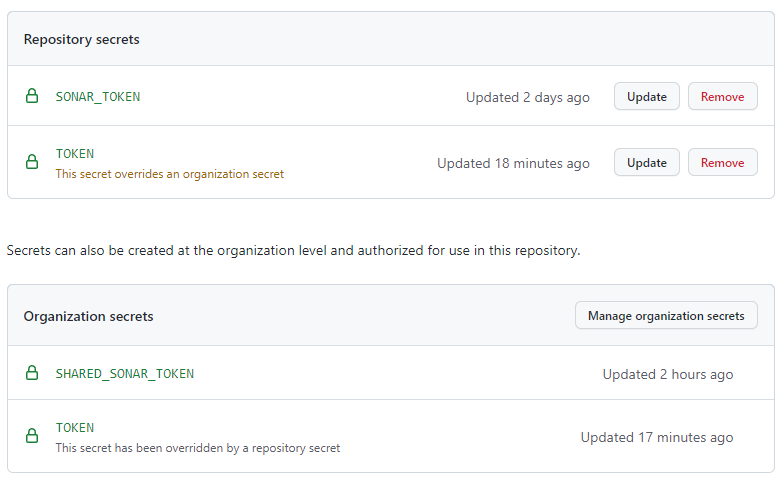 Repository secrets
SONAR_TOKEN Updated 2 days ago Update Remove
TOKEN
This secret overrides an organization secret
Updated 18 minutes ago Update Remove
Secrets can also be created at the organization level and authorized for use in this repository.
Organization secrets Manage organization secrets
SHARED_SONAR_TOKEN Updated 2 hours ago
TOKEN
This secret has been overridden by a repository secret
Updated 17 minutes ago